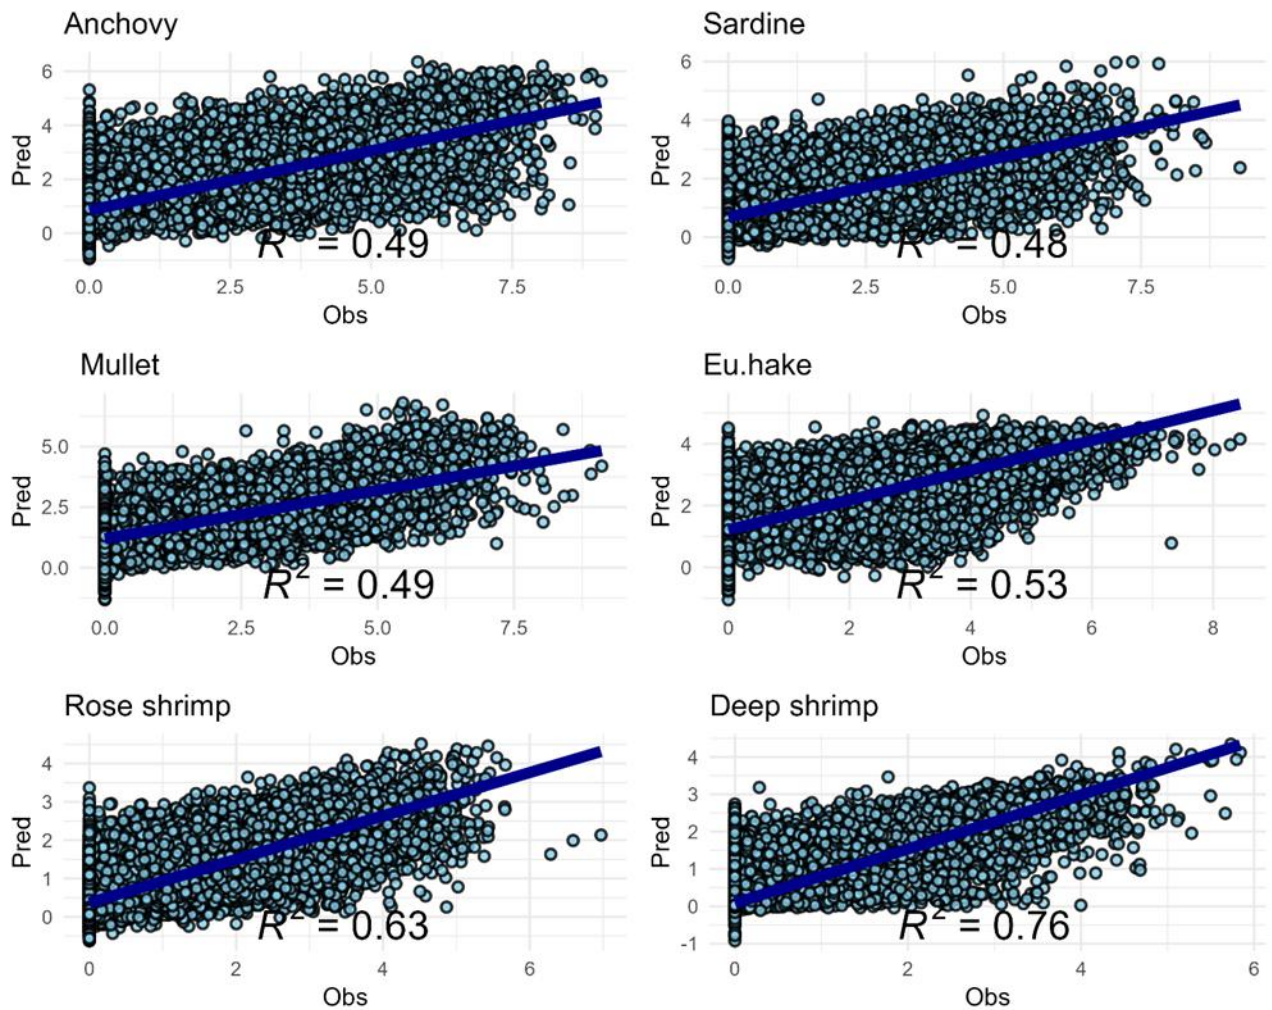 Anchovy
Pred
6
4
2
0
R² = 0.49
0.0 2.5 5.0 7.5
Obs
Sardine
Pred
6
4
2
0
R² = 0.48
0.0 2.5 5.0 7.5
Obs
Mullet
Pred
5.0
2.5
0.0
R² = 0.49
0.0 2.5 5.0 7.5
Obs
Eu.hake
Pred
4
2
0
R² = 0.53
0 2 4 6 8
Obs
Rose shrimp
Pred
4
3
2
1
0
R² = 0.63
0 2 4 6
Obs
Deep shrimp
Pred
4
3
2
1
0
-1
R² = 0.76
0 2 4 6
Obs